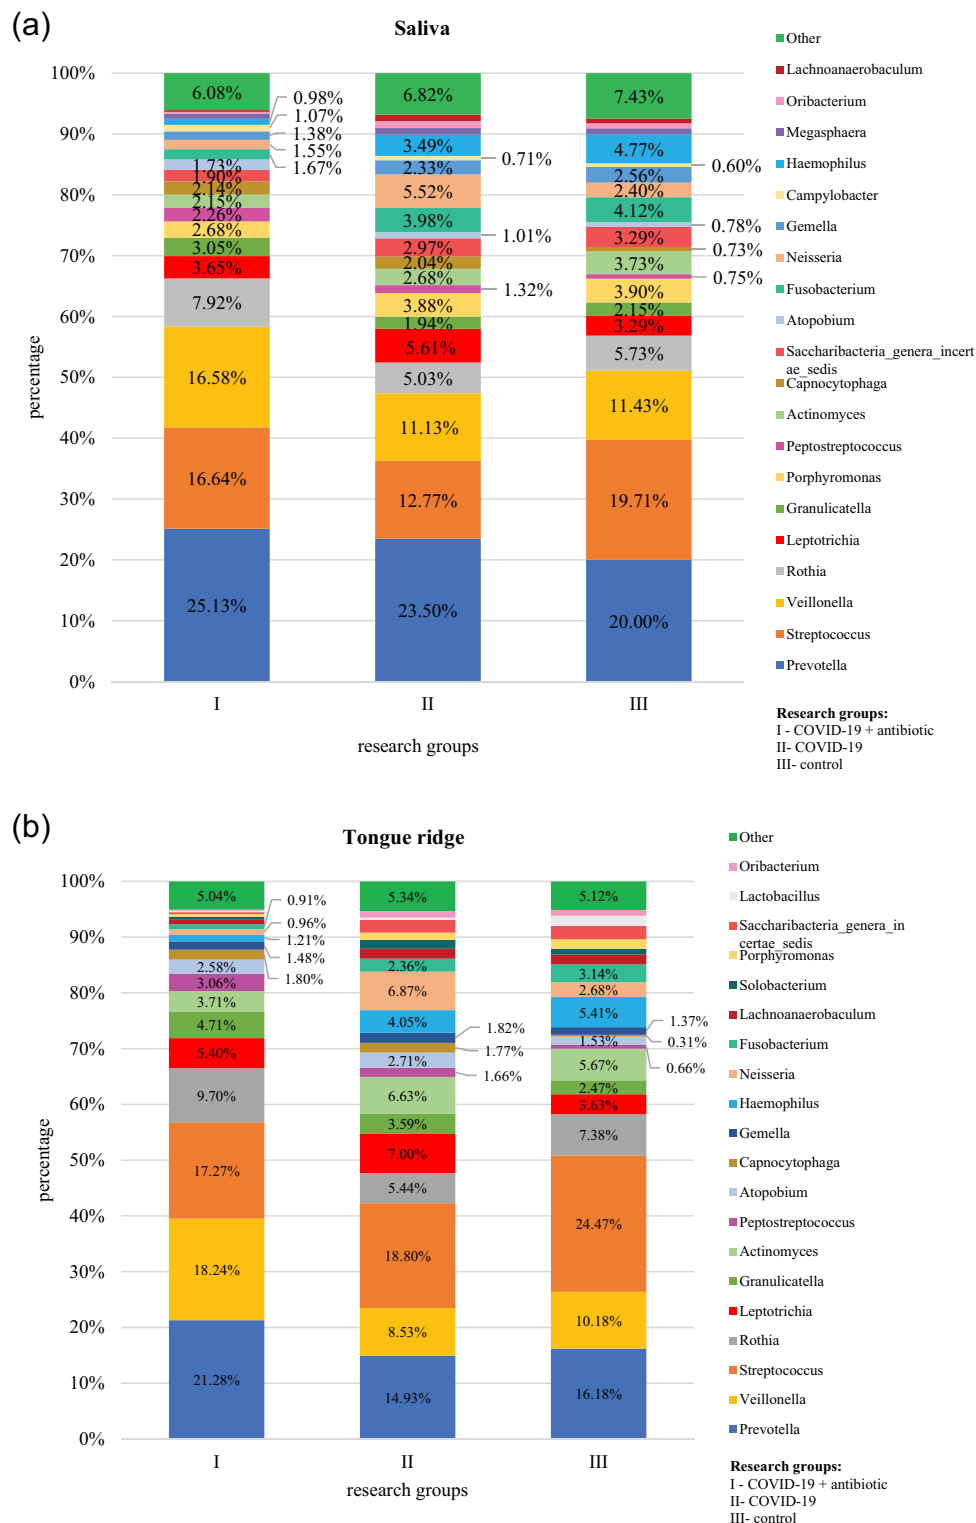 (a)
Saliva
percentage
100%
90%
80%
70%
60%
50%
40%
30%
20%
10%
0%
6.08%
0.98%
1.07%
1.38%
1.55%
1.67%
1.73%
1.90%
2.14%
2.15%
2.26%
2.68%
3.05%
3.65%
7.92%
16.58%
16.64%
25.13%
6.82%
3.49%
0.71%
2.33%
5.52%
3.98%
1.01%
2.97%
2.04%
2.68%
1.32%
3.88%
1.94%
5.61%
5.03%
11.13%
12.77%
23.50%
7.43%
4.77%
0.60%
2.56%
2.40%
4.12%
0.78%
3.29%
0.73%
3.73%
0.75%
3.90%
2.15%
3.29%
5.73%
11.43%
19.71%
20.00%
I
II
III
research groups
Other
Lachnoanaerobaculum
Oribacterium
Megasphaera
Haemophilus
Campylobacter
Gemella
Neisseria
Fusobacterium
Atopobium
Saccharibacteria_genera_incert
ae_sedis
Capnocytophaga
Actinomyces
Peptostreptococcus
Porphyromonas
Granulicatella
Leptotrichia
Rothia
Veillonella
Streptococcus
Prevotella
Research groups:
I - COVID-19 + antibiotic
II- COVID-19
III- control
(b)
Tongue ridge
percentage
100%
90%
80%
70%
60%
50%
40%
30%
20%
10%
0%
5.04%
0.91%
0.96%
1.21%
1.48%
1.80%
2.58%
3.06%
3.71%
4.71%
5.40%
9.70%
17.27%
18.24%
21.28%
5.34%
2.36%
6.87%
4.05%
1.82%
1.77%
2.71%
1.66%
6.63%
3.59%
7.00%
5.44%
18.80%
8.53%
14.93%
5.12%
3.14%
2.68%
5.41%
1.37%
0.31%
1.53%
0.66%
5.67%
2.47%
3.63%
7.38%
24.47%
10.18%
16.18%
I
II
III
research groups
Other
Oribacterium
Lactobacillus
Saccharibacteria_genera_in
certae_sedis
Porphyromonas
Solobacterium
Lachnoanaerobaculum
Fusobacterium
Neisseria
Haemophilus
Gemella
Capnocytophaga
Atopobium
Peptostreptococcus
Actinomyces
Granulicatella
Leptotrichia
Rothia
Streptococcus
Veillonella
Prevotella
Research groups:
I - COVID-19 + antibiotic
II- COVID-19
III- control